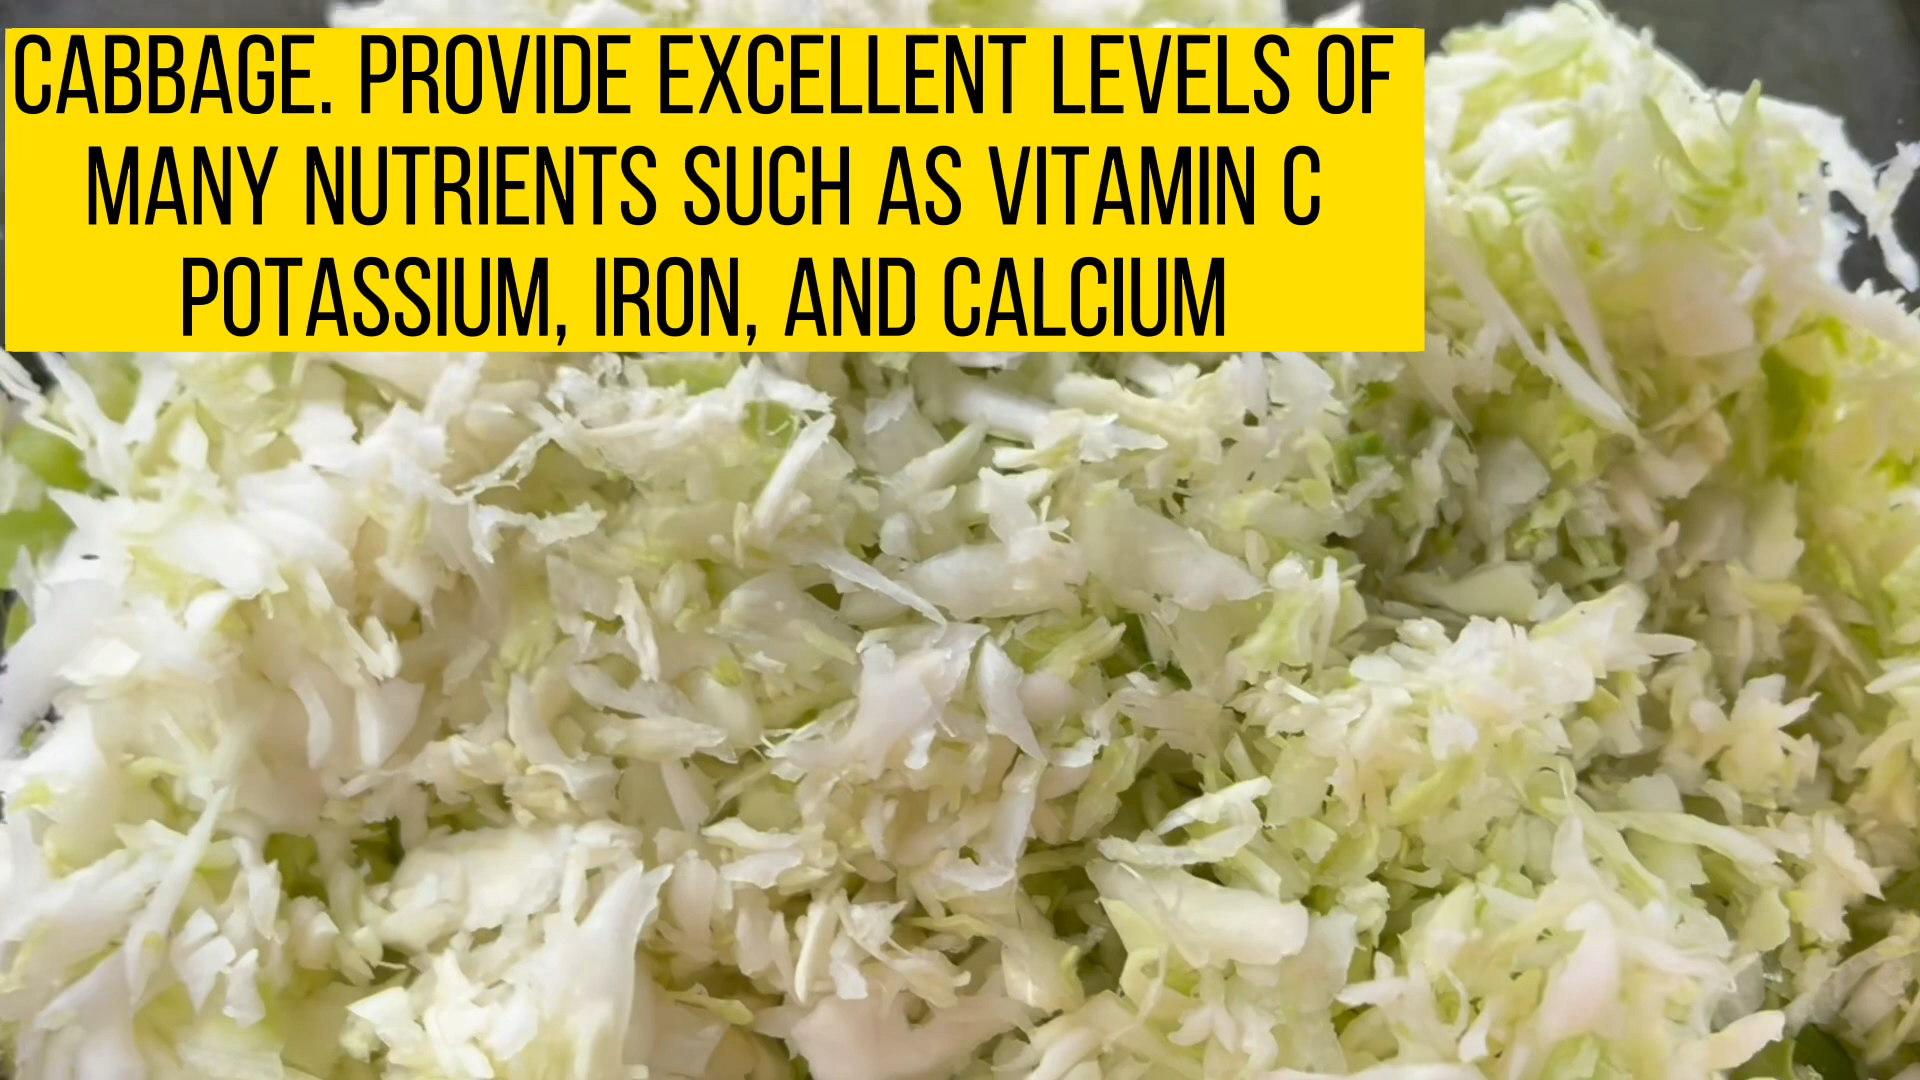 CABBAGE. PROVIDE EXCELLENT LEVELS OF
MANY NUTRIENTS SUCH AS VITAMIN C
POTASSIUM, IRON, AND CALCIUM